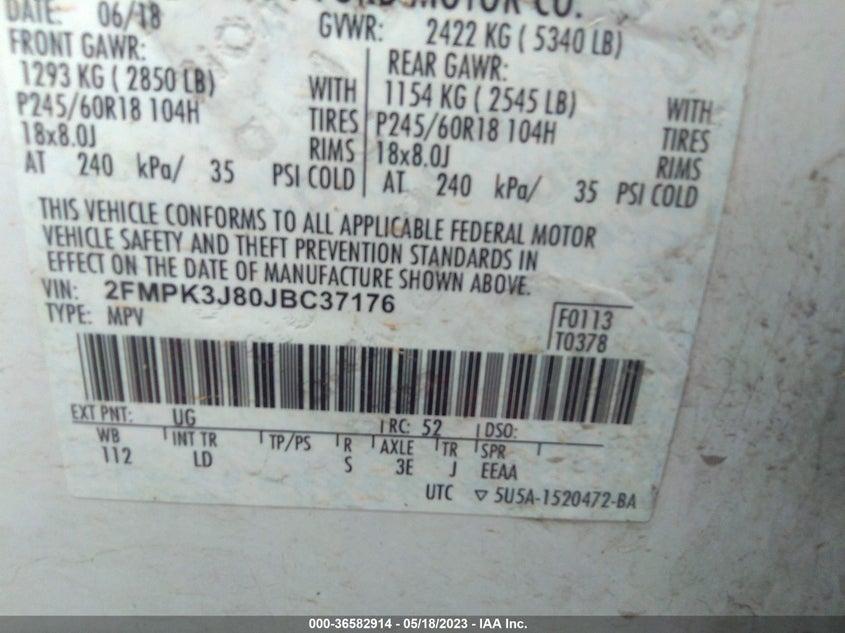 FORD MOTOR CO.
DATE: 06/18
GVWR: 2422 KG ( 5340 LB)
FRONT GAWR:
1293 KG ( 2850 LB)
WITH
P245/60R18 104H
TIRES
18x8.0J
RIMS
AT 240 kPa/ 35 PSI COLD
REAR GAWR:
1154 KG ( 2545 LB)
WITH
P245/60R18 104H
TIRES
18x8.0J
RIMS
AT 240 kPa/ 35 PSI COLD
THIS VEHICLE CONFORMS TO ALL APPLICABLE FEDERAL MOTOR
VEHICLE SAFETY AND THEFT PREVENTION STANDARDS IN
EFFECT ON THE DATE OF MANUFACTURE SHOWN ABOVE.
VIN: 2FMPK3J80JBC37176
TYPE: MPV
F0113
T0378
EXT PNT: UG RC: 52 DSO:
WB INT TR TP/PS R AXLE TR SPR
112 LD S 3E J EEAA
UTC ▽ 5U5A-1520472-BA
000-36582914 - 05/18/2023 - IAA Inc.